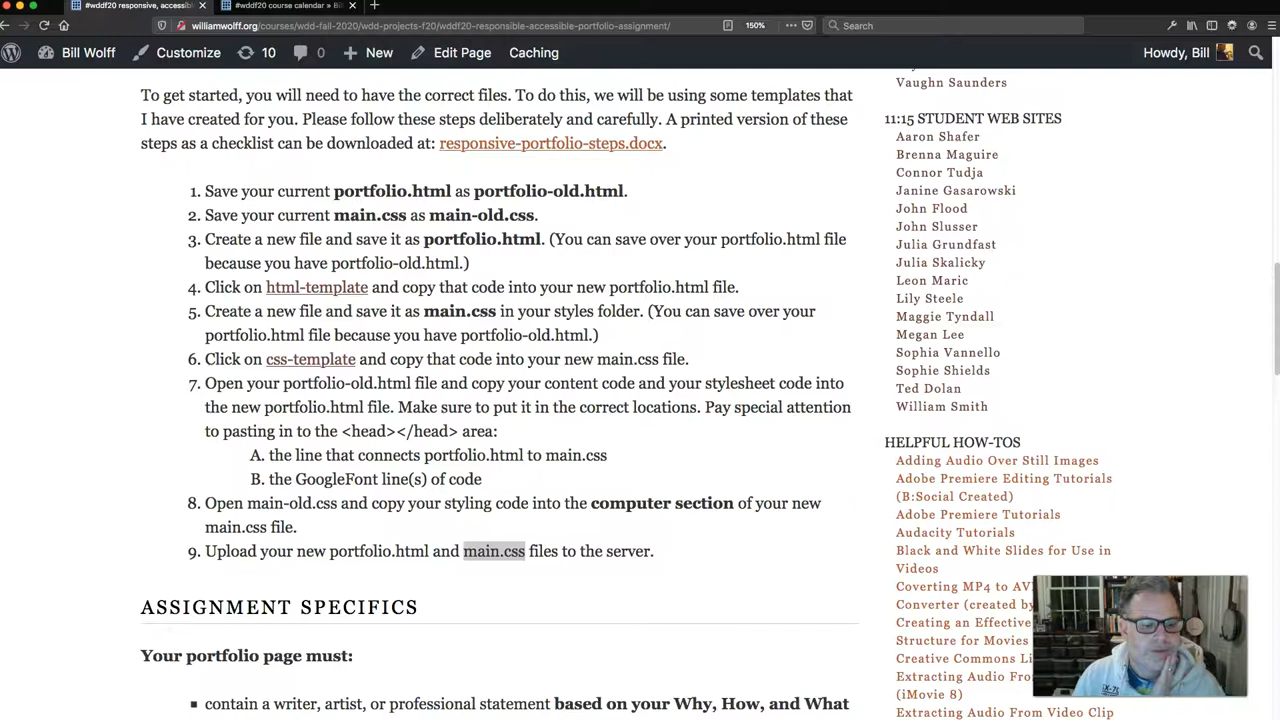 #wddf20 responsive, accessib
#wddf20 course calendar » Bill
williamwolff.org/courses/wdd-fall-2020/wdd-projects-f20/wddf20-responsive-accessible-portfolio-assignment/
150%
Search
Bill Wolff
Customize
10
0
New
Edit Page
Caching
Howdy, Bill
To get started, you will need to have the correct files. To do this, we will be using some templates that
I have created for you. Please follow these steps deliberately and carefully. A printed version of these
steps as a checklist can be downloaded at: responsive-portfolio-steps.docx.
1. Save your current portfolio.html as portfolio-old.html.
2. Save your current main.css as main-old.css.
3. Create a new file and save it as portfolio.html. (You can save over your portfolio.html file
because you have portfolio-old.html.)
4. Click on html-template and copy that code into your new portfolio.html file.
5. Create a new file and save it as main.css in your styles folder. (You can save over your
portfolio.html file because you have portfolio-old.html.)
6. Click on css-template and copy that code into your new main.css file.
7. Open your portfolio-old.html file and copy your content code and your stylesheet code into
the new portfolio.html file. Make sure to put it in the correct locations. Pay special attention
to pasting in to the <head></head> area:
A. the line that connects portfolio.html to main.css
B. the GoogleFont line(s) of code
8. Open main-old.css and copy your styling code into the computer section of your new
main.css file.
9. Upload your new portfolio.html and main.css files to the server.
ASSIGNMENT SPECIFICS
Your portfolio page must:
contain a writer, artist, or professional statement based on your Why, How, and What
Vaughn Saunders
11:15 STUDENT WEB SITES
Aaron Shafer
Brenna Maguire
Connor Tudja
Janine Gasarowski
John Flood
John Slusser
Julia Grundfast
Julia Skalicky
Leon Maric
Lily Steele
Maggie Tyndall
Megan Lee
Sophia Vannello
Sophie Shields
Ted Dolan
William Smith
HELPFUL HOW-TOS
Adding Audio Over Still Images
Adobe Premiere Editing Tutorials
(B:Social Created)
Adobe Premiere Tutorials
Audacity Tutorials
Black and White Slides for Use in
Videos
Coverting MP4 to AV
Converter (created by
Creating an Effective
Structure for Movies
Creative Commons Li
Extracting Audio Fro
(iMovie 8)
Extracting Audio From Video Clip